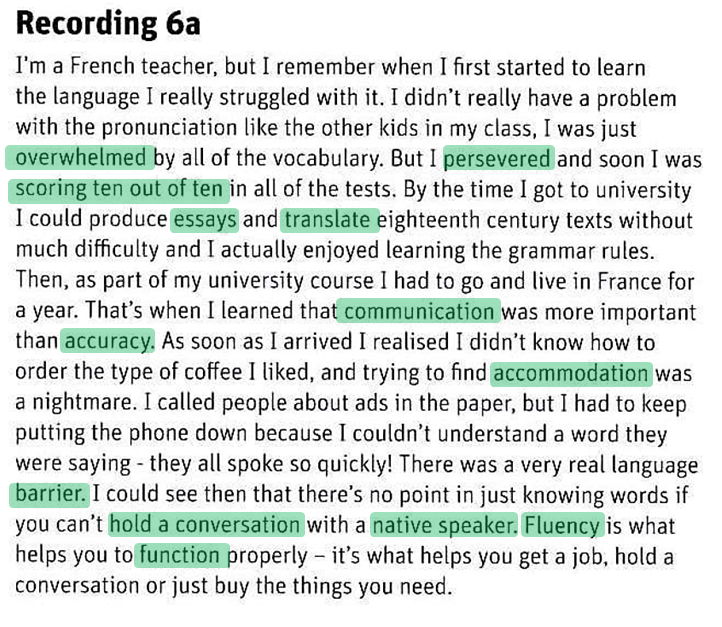 Recording 6a
I'm a French teacher, but I remember when I first started to learn
the language I really struggled with it. I didn't really have a problem
with the pronunciation like the other kids in my class, I was just
overwhelmed by all of the vocabulary. But I persevered and soon I was
scoring ten out of ten in all of the tests. By the time I got to university
I could produce essays and translate eighteenth century texts without
much difficulty and I actually enjoyed learning the grammar rules.
Then, as part of my university course I had to go and live in France for
a year. That's when I learned that communication was more important
than accuracy. As soon as I arrived I realised I didn't know how to
order the type of coffee I liked, and trying to find accommodation was
a nightmare. I called people about ads in the paper, but I had to keep
putting the phone down because I couldn't understand a word they
were saying - they all spoke so quickly! There was a very real language
barrier. I could see then that there's no point in just knowing words if
you can't hold a conversation with a native speaker. Fluency is what
helps you to function properly – it's what helps you get a job, hold a
conversation or just buy the things you need.